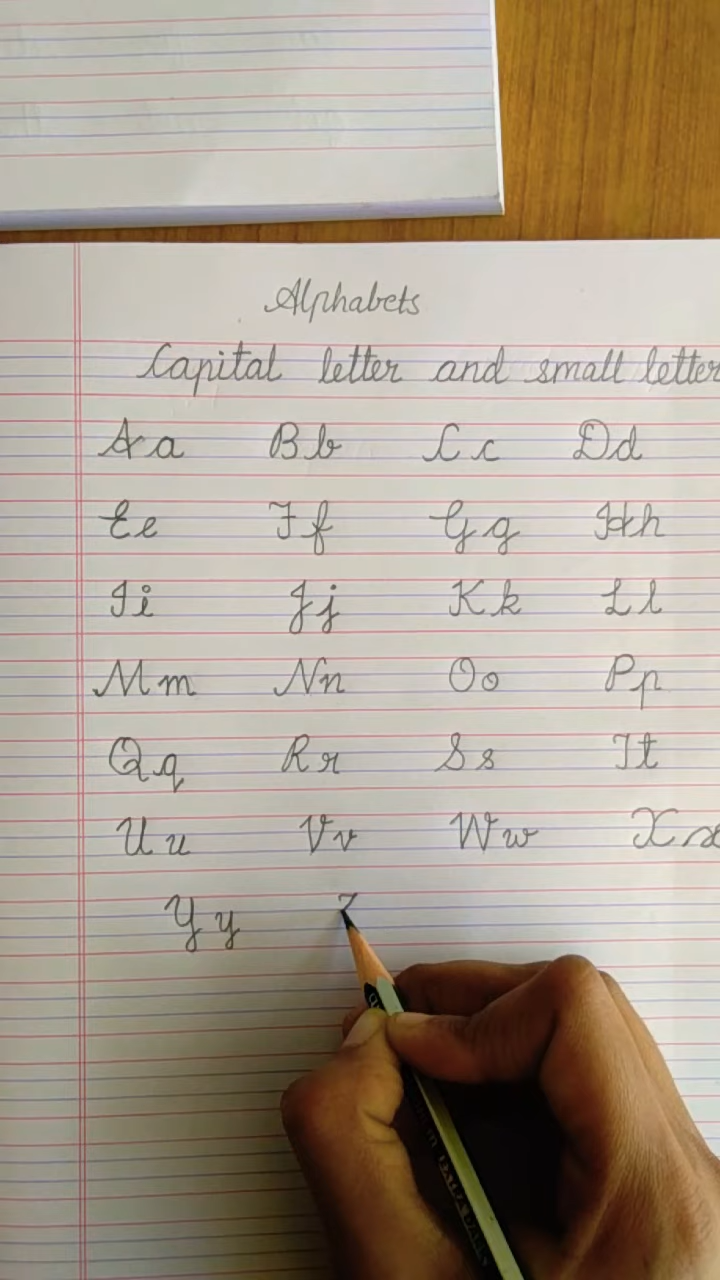 Alphabets
Capital letter and small letter
Aa Bb Cc Dd
Ee Ff Gg Hh
Ii Jj Kk Ll
Mm Nn Oo Pp
Qq Rr Ss Tt
Uu Vv Ww Xx
Yy